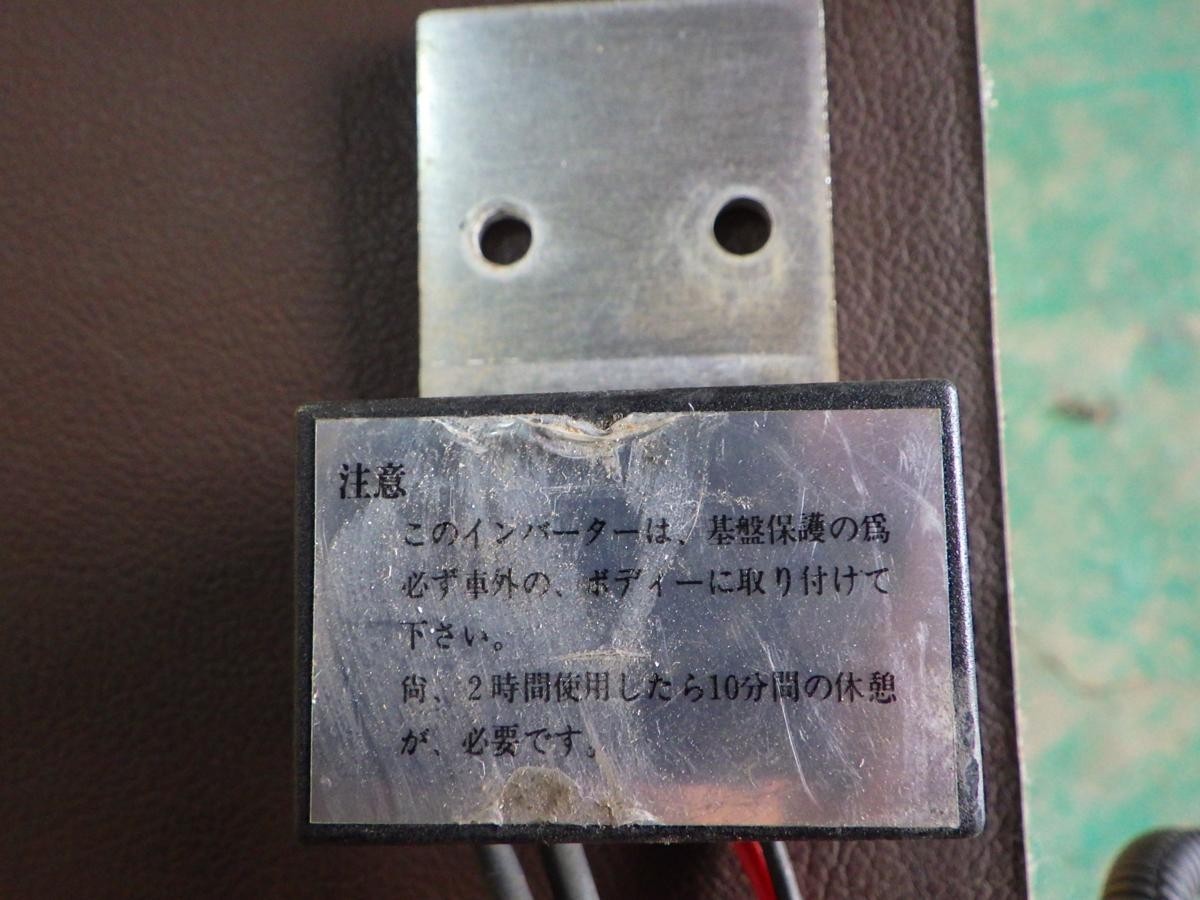 注意
このインバーターは、基盤保護の爲
必ず車外の、ボディーに取り付けて
下さい。
尙、2時間使用したら10分間の休憩
が、必要です。